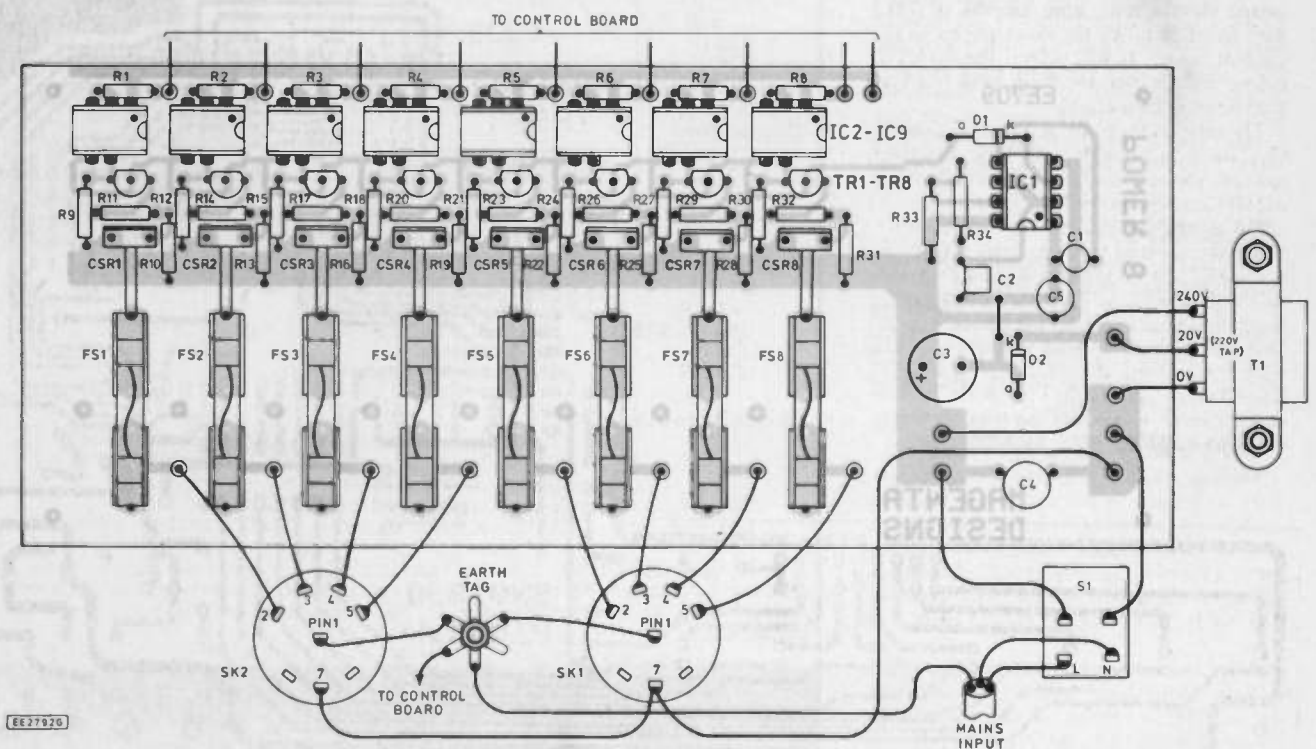 TO CONTROL BOARD
R1 R2 R3 R4 R5 R6 R7 R8
EE709
IC2-IC9
a D1 k
POWER 8
IC1
TR1-TR8
R9 R11 R12 R14 R15 R17 R18 R20 R21 R23 R24 R26 R27 R29 R30 R32
R33 R34 C1
CSR1 R10 CSR2 R13 CSR3 R16 CSR4 R19 CSR5 R22 CSR6 R25 CSR7 R28 CSR8 R31
C2
C5
240V
20V (220V TAP)
0V
T1
FS1 FS2 FS3 FS4 FS5 FS6 FS7 FS8
C3
+
k
D2
a
C4
MAGENTA
DESIGNS
EARTH
TAG
S1
2 3 4 5
PIN1
2 3 4 5
PIN1
SK2
7
TO CONTROL
BOARD
SK1
7
L N
MAINS
INPUT
EE2792G